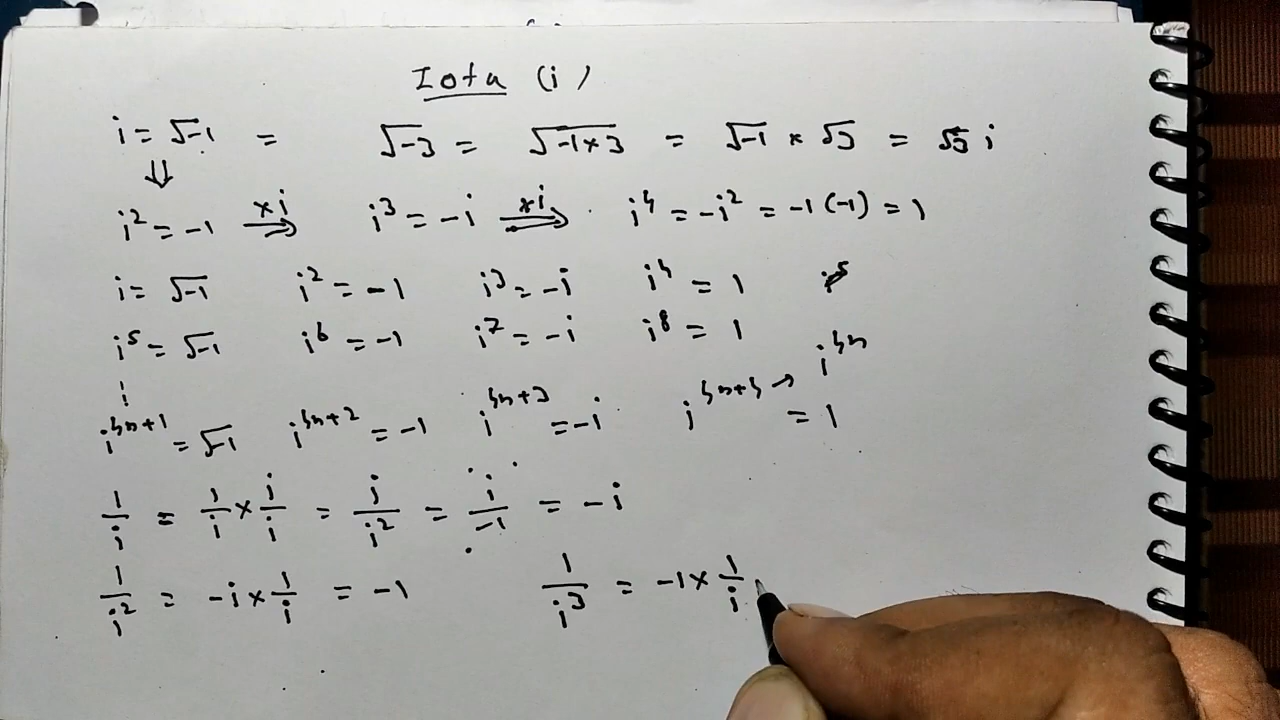 Iota (i)
i = √-1 = √-3 = √-1×3 = √-1 × √3 = √3 i
⇓
i² = -1 ×i⇒ i³ = -i ×i⇒ i⁴ = -i² = -1(-1) = 1
i = √-1 i² = -1 i³ = -i i⁴ = 1
i⁵ = √-1 i⁶ = -1 i⁷ = -i i⁸ = 1
i⁴ⁿ⁺¹ = √-1 i⁴ⁿ⁺² = -1 i⁴ⁿ⁺³ = -i i⁴ⁿ⁺⁴ → i⁴ⁿ = 1
1/i = 1/i × i/i = i/i² = i/-1 = -i
1/i² = -i × 1/i = -1 1/i³ = -1 × 1/i